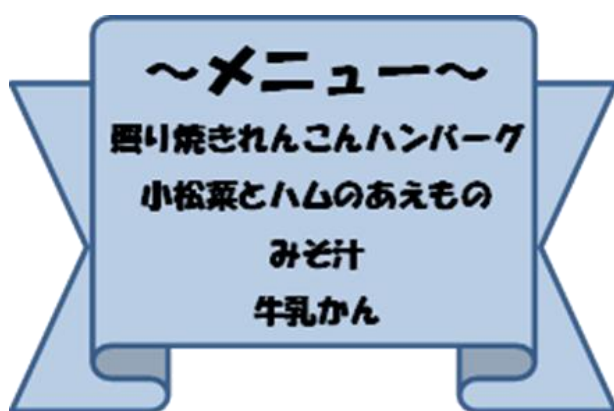 ～メニュー～
照り焼きれんこんハンバーグ
小松菜とハムのあえもの
みそ汁
牛乳かん